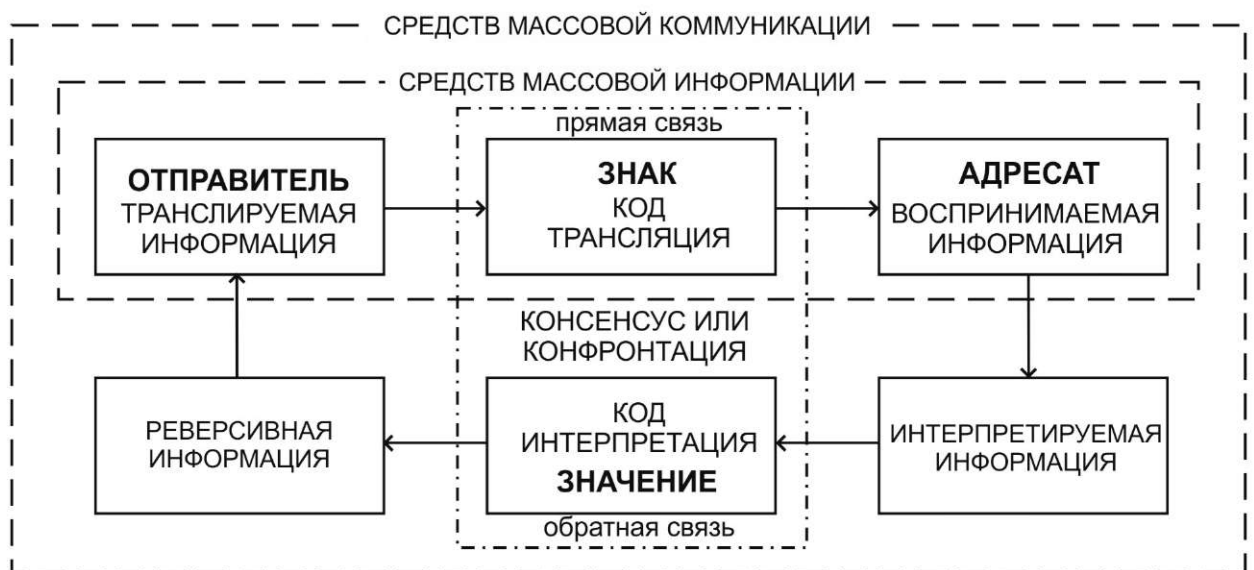 СРЕДСТВ МАССОВОЙ КОММУНИКАЦИИ
СРЕДСТВ МАССОВОЙ ИНФОРМАЦИИ
прямая связь
ОТПРАВИТЕЛЬ
ТРАНСЛИРУЕМАЯ
ИНФОРМАЦИЯ
ЗНАК
КОД
ТРАНСЛЯЦИЯ
АДРЕСАТ
ВОСПРИНИМАЕМАЯ
ИНФОРМАЦИЯ
КОНСЕНСУС ИЛИ
КОНФРОНТАЦИЯ
РЕВЕРСИВНАЯ
ИНФОРМАЦИЯ
КОД
ИНТЕРПРЕТАЦИЯ
ЗНАЧЕНИЕ
ИНТЕРПРЕТИРУЕМАЯ
ИНФОРМАЦИЯ
обратная связь